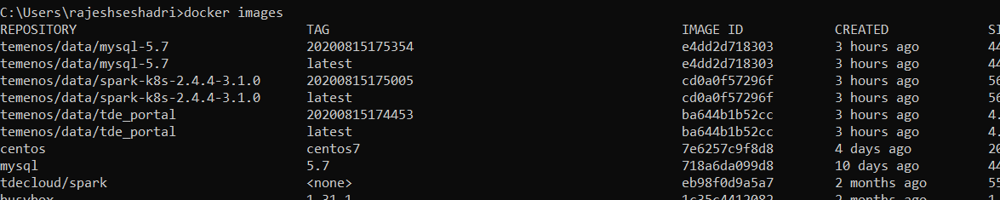 C:\Users\rajeshseshadri>docker images
REPOSITORY TAG IMAGE ID CREATED
temenos/data/mysql-5.7 20200815175354 e4dd2d718303 3 hours ago 44
temenos/data/mysql-5.7 latest e4dd2d718303 3 hours ago 44
temenos/data/spark-k8s-2.4.4-3.1.0 20200815175005 cd0a0f57296f 3 hours ago 56
temenos/data/spark-k8s-2.4.4-3.1.0 latest cd0a0f57296f 3 hours ago 56
temenos/data/tde_portal 20200815174453 ba644b1b52cc 3 hours ago 4.
temenos/data/tde_portal latest ba644b1b52cc 3 hours ago 4.
centos centos7 7e6257c9f8d8 4 days ago 20
mysql 5.7 718a6da099d8 10 days ago 44
tdecloud/spark <none> eb98f0d9a5a7 2 months ago 55
busybox 1.31.1 1c35c4412082 2 months ago 1.